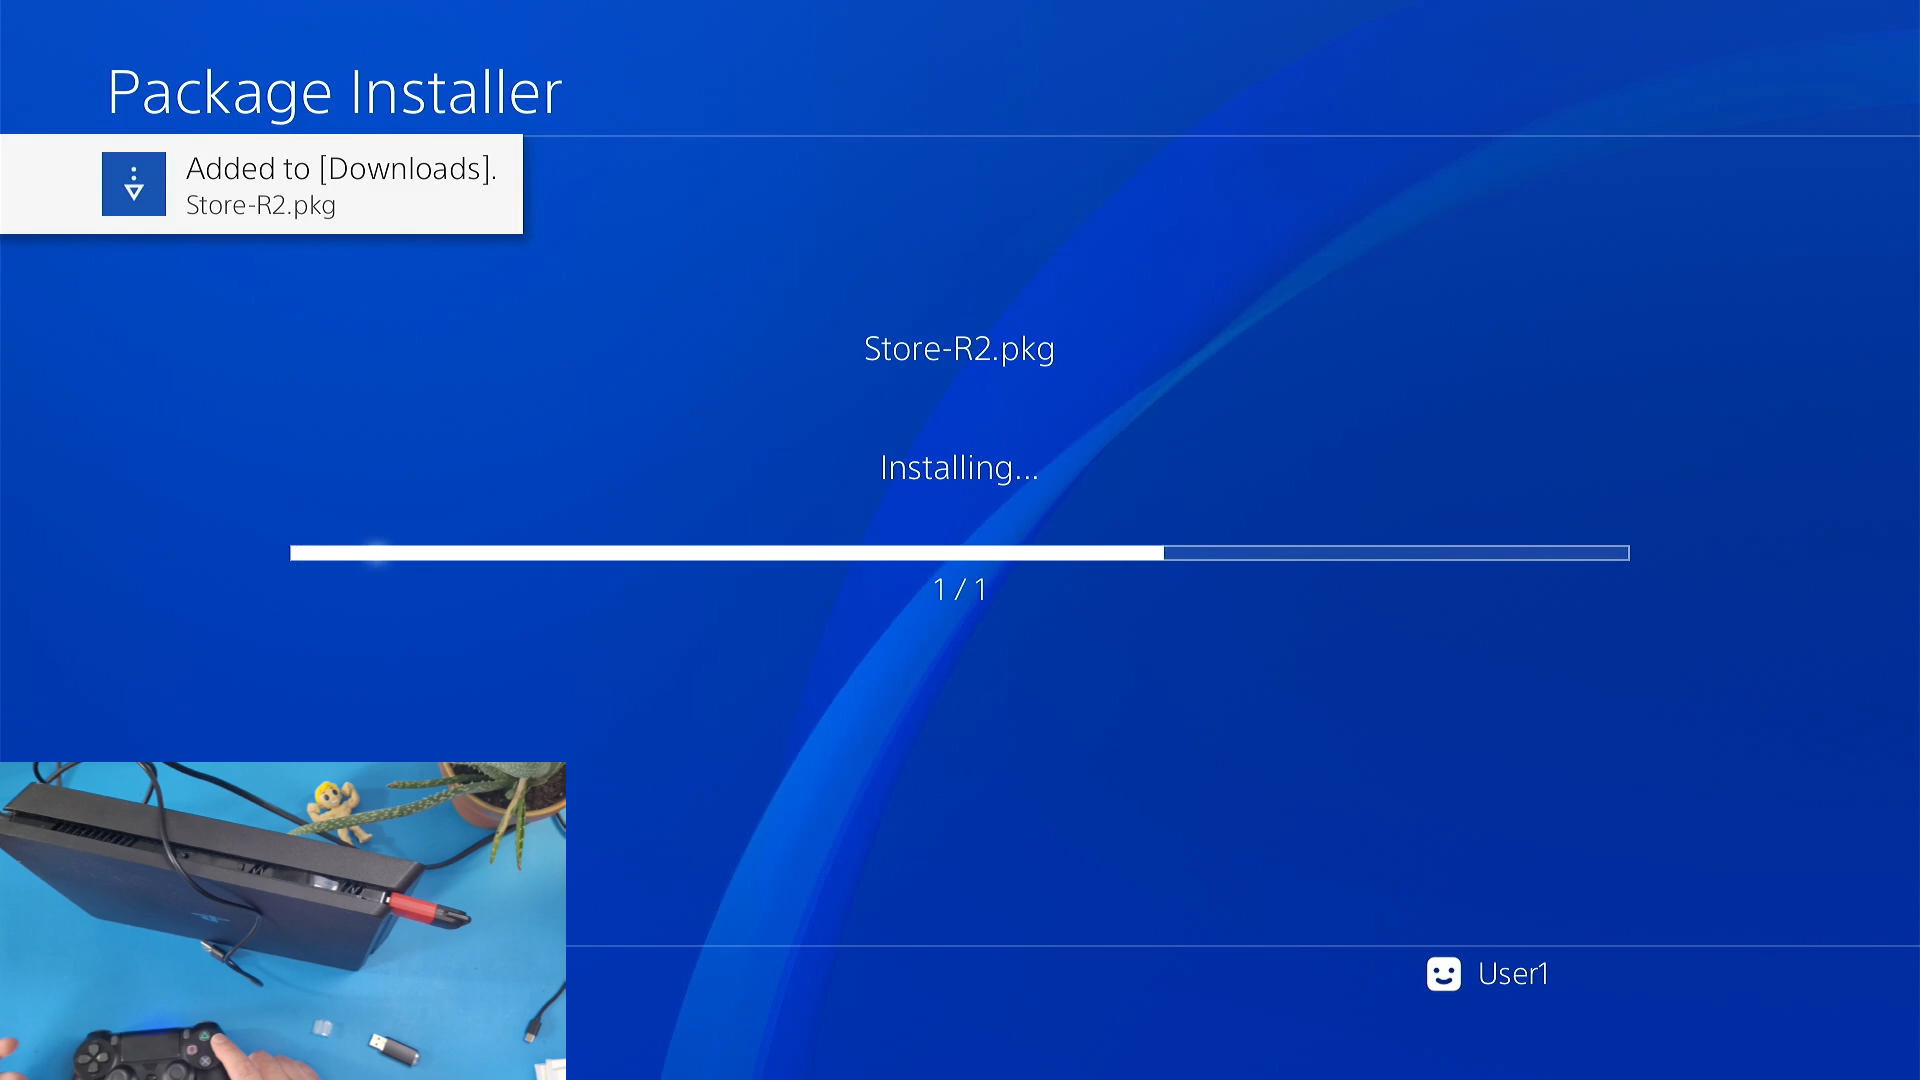 Package Installer
Added to [Downloads].
Store-R2.pkg
Store-R2.pkg
Installing...
1 / 1
User1